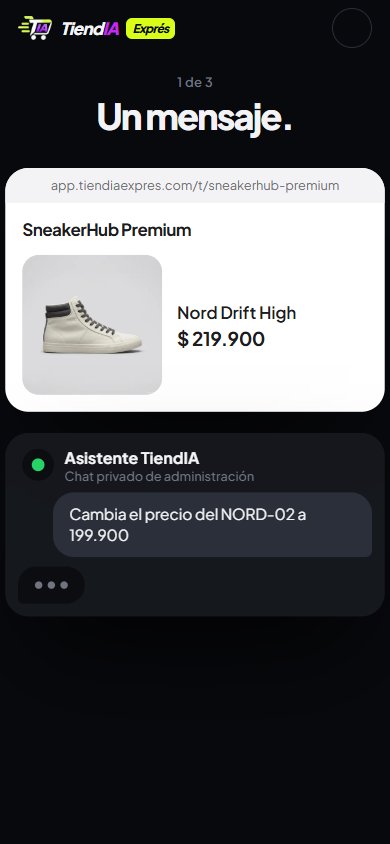 IA TiendIA Exprés
1 de 3
Un mensaje.
app.tiendiaexpres.com/t/sneakerhub-premium
SneakerHub Premium
Nord Drift High
$ 219.900
Asistente TiendIA
Chat privado de administración
Cambia el precio del NORD-02 a
199.900